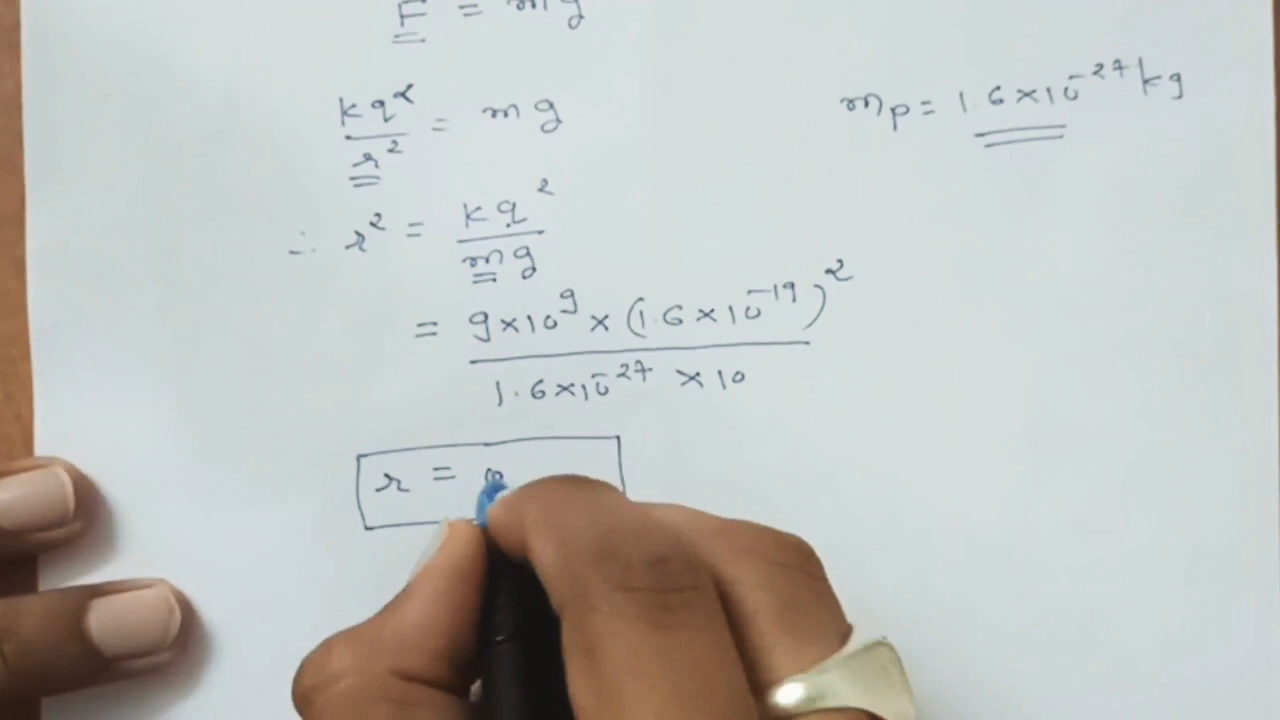 F = mg
kq²/r² = mg
mp = 1.6×10⁻²⁷ kg
∴ r² = kq²/mg
= 9×10⁹ × (1.6×10⁻¹⁹)² / 1.6×10⁻²⁷ × 10
r = 0